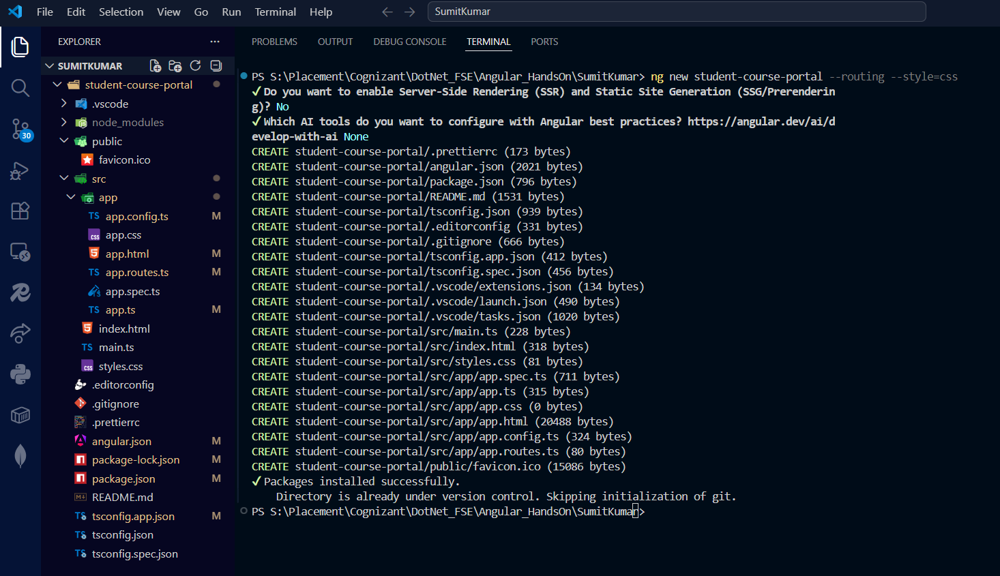 File Edit Selection View Go Run Terminal Help
SumitKumar
EXPLORER
SUMITKUMAR
student-course-portal
.vscode
node_modules
public
favicon.ico
src
app
TS app.config.ts M
CSS app.css
5 app.html M
TS app.routes.ts M
app.spec.ts
TS app.ts M
5 index.html
TS main.ts
CSS styles.css
.editorconfig
.gitignore
.prettierrc
angular.json M
package-lock.json M
package.json M
README.md
TS tsconfig.app.json M
TS tsconfig.json
TS tsconfig.spec.json
30
PROBLEMS OUTPUT DEBUG CONSOLE TERMINAL PORTS
PS S:\Placement\Cognizant\DotNet_FSE\Angular_HandsOn\SumitKumar> ng new student-course-portal --routing --style=css
✔ Do you want to enable Server-Side Rendering (SSR) and Static Site Generation (SSG/Prerenderin
g)? No
✔ Which AI tools do you want to configure with Angular best practices? https://angular.dev/ai/d
evelop-with-ai None
CREATE student-course-portal/.prettierrc (173 bytes)
CREATE student-course-portal/angular.json (2021 bytes)
CREATE student-course-portal/package.json (796 bytes)
CREATE student-course-portal/README.md (1531 bytes)
CREATE student-course-portal/tsconfig.json (939 bytes)
CREATE student-course-portal/.editorconfig (331 bytes)
CREATE student-course-portal/.gitignore (666 bytes)
CREATE student-course-portal/tsconfig.app.json (412 bytes)
CREATE student-course-portal/tsconfig.spec.json (456 bytes)
CREATE student-course-portal/.vscode/extensions.json (134 bytes)
CREATE student-course-portal/.vscode/launch.json (490 bytes)
CREATE student-course-portal/.vscode/tasks.json (1020 bytes)
CREATE student-course-portal/src/main.ts (228 bytes)
CREATE student-course-portal/src/index.html (318 bytes)
CREATE student-course-portal/src/styles.css (81 bytes)
CREATE student-course-portal/src/app/app.spec.ts (711 bytes)
CREATE student-course-portal/src/app/app.ts (315 bytes)
CREATE student-course-portal/src/app/app.css (0 bytes)
CREATE student-course-portal/src/app/app.html (20488 bytes)
CREATE student-course-portal/src/app/app.config.ts (324 bytes)
CREATE student-course-portal/src/app/app.routes.ts (80 bytes)
CREATE student-course-portal/public/favicon.ico (15086 bytes)
✔ Packages installed successfully.
Directory is already under version control. Skipping initialization of git.
PS S:\Placement\Cognizant\DotNet_FSE\Angular_HandsOn\SumitKumar>